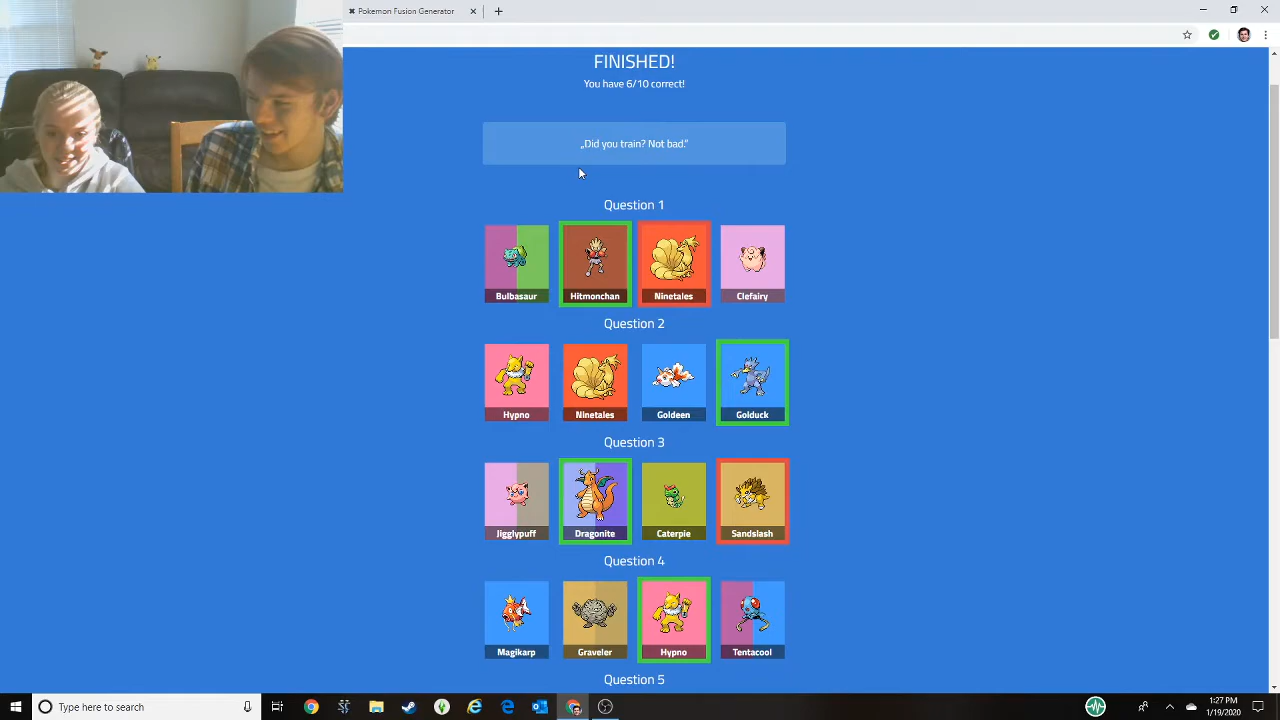 Pokemon Fusion Generator
FINISHED!
You have 6/10 correct!
„Did you train? Not bad.“
Question 1
Bulbasaur
Hitmonchan
Ninetales
Clefairy
Question 2
Hypno
Ninetales
Goldeen
Golduck
Question 3
Jigglypuff
Dragonite
Caterpie
Sandslash
Question 4
Magikarp
Graveler
Hypno
Tentacool
Question 5
Type here to search
1:27 PM
1/19/2020